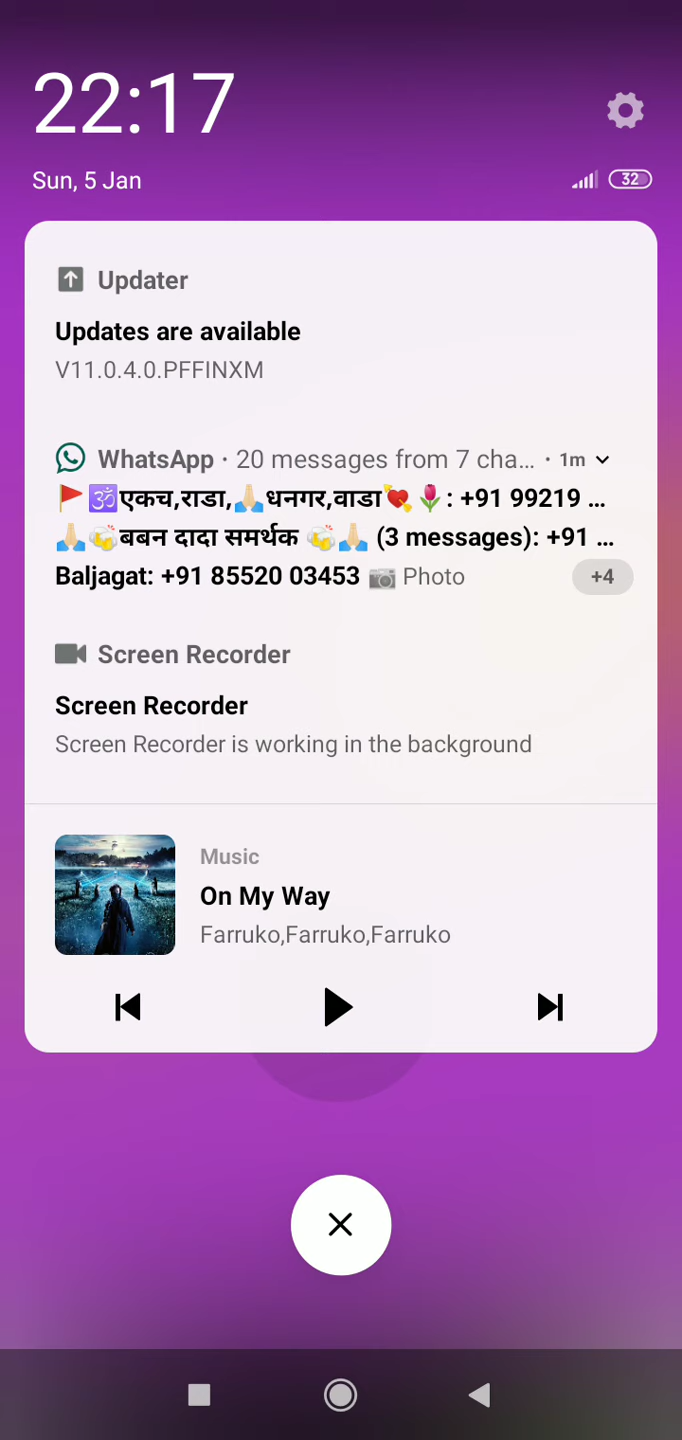 22:17
Sun, 5 Jan
32
Updater
Updates are available
V11.0.4.0.PFFINXM
WhatsApp · 20 messages from 7 cha… · 1m
🚩🕉एकच,राडा,🙏🏻धनगर,वाडा💘🌷: +91 99219 …
🙏🏻🍻बबन दादा समर्थक 🍻🙏🏻 (3 messages): +91 …
Baljagat: +91 85520 03453 📷 Photo
+4
Screen Recorder
Screen Recorder
Screen Recorder is working in the background
Music
On My Way
Farruko,Farruko,Farruko